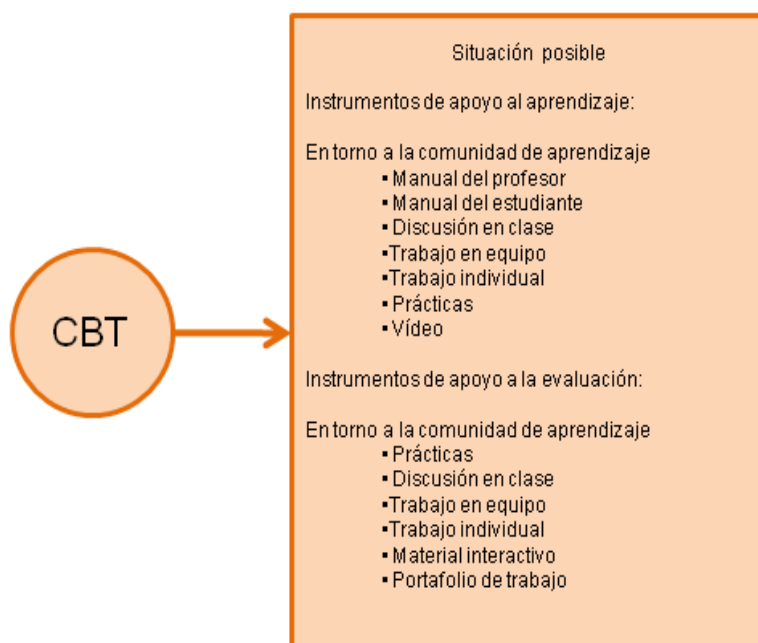 Situación posible
Instrumentos de apoyo al aprendizaje:
En torno a la comunidad de aprendizaje
▪ Manual del profesor
▪ Manual del estudiante
▪ Discusión en clase
▪Trabajo en equipo
▪Trabajo individual
▪ Prácticas
▪ Vídeo
CBT
Instrumentos de apoyo a la evaluación:
En torno a la comunidad de aprendizaje
▪ Prácticas
▪ Discusión en clase
▪ Trabajo en equipo
▪Trabajo individual
▪ Material interactivo
▪ Portafolio de trabajo